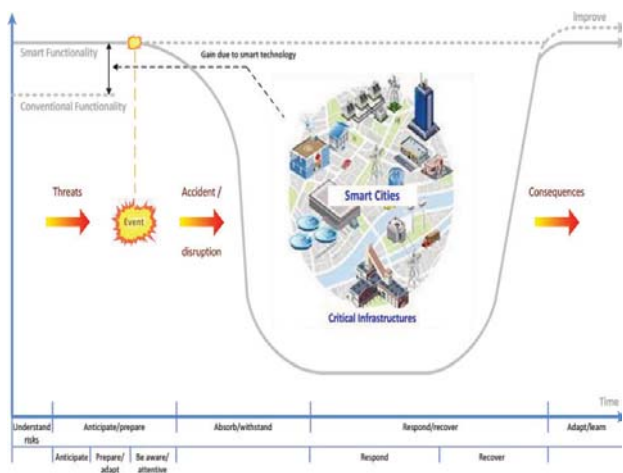 Improve
Smart Functionality
Gain due to smart technology
Conventional Functionality
Smart Cities
Threats
Accident /
Consequences
Event
disruption
Critical Infrastructures
Time
Understand
risks
Anticipate/prepare
Absorb/withstand
Respond/recover
Adapt/learn
Anticipate
Prepare/
adapt
Be aware/
attentive
Respond
Recover